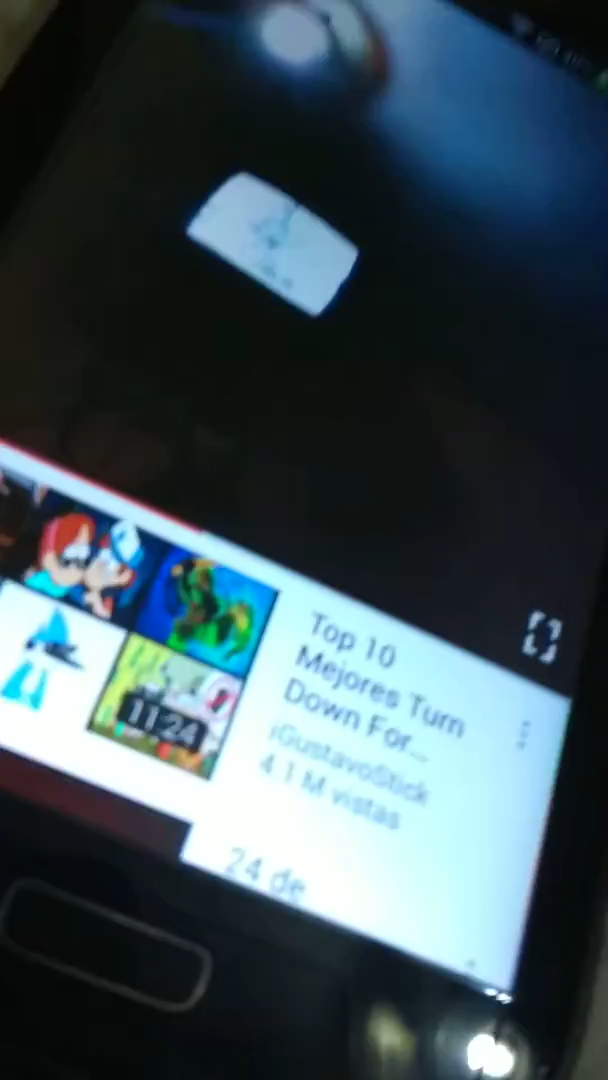 Top 10
Mejores Turn
Down For...
iGustavoStick
4.1 M vistas
11:24
24 de